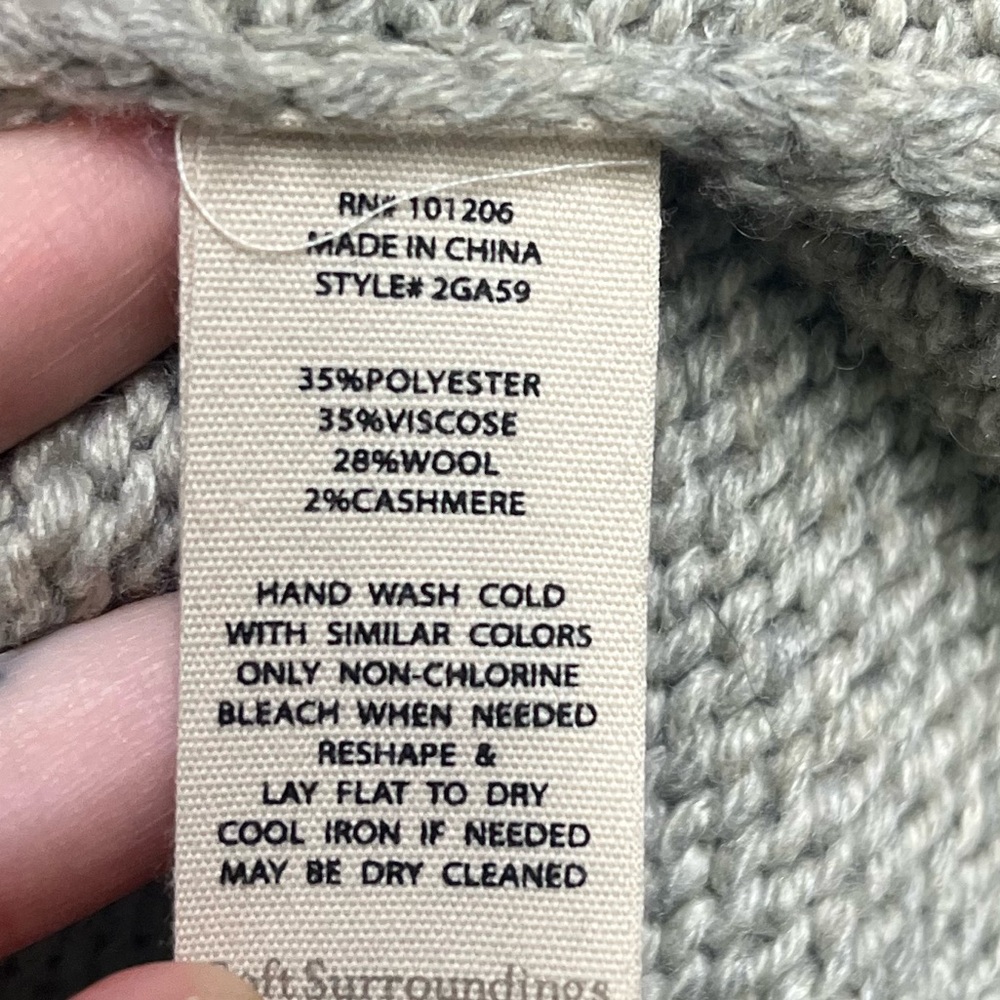 RN# 101206
MADE IN CHINA
STYLE# 2GA59
35%POLYESTER
35%VISCOSE
28%WOOL
2%CASHMERE
HAND WASH COLD
WITH SIMILAR COLORS
ONLY NON-CHLORINE
BLEACH WHEN NEEDED
RESHAPE &
LAY FLAT TO DRY
COOL IRON IF NEEDED
MAY BE DRY CLEANED
Soft Surroundings